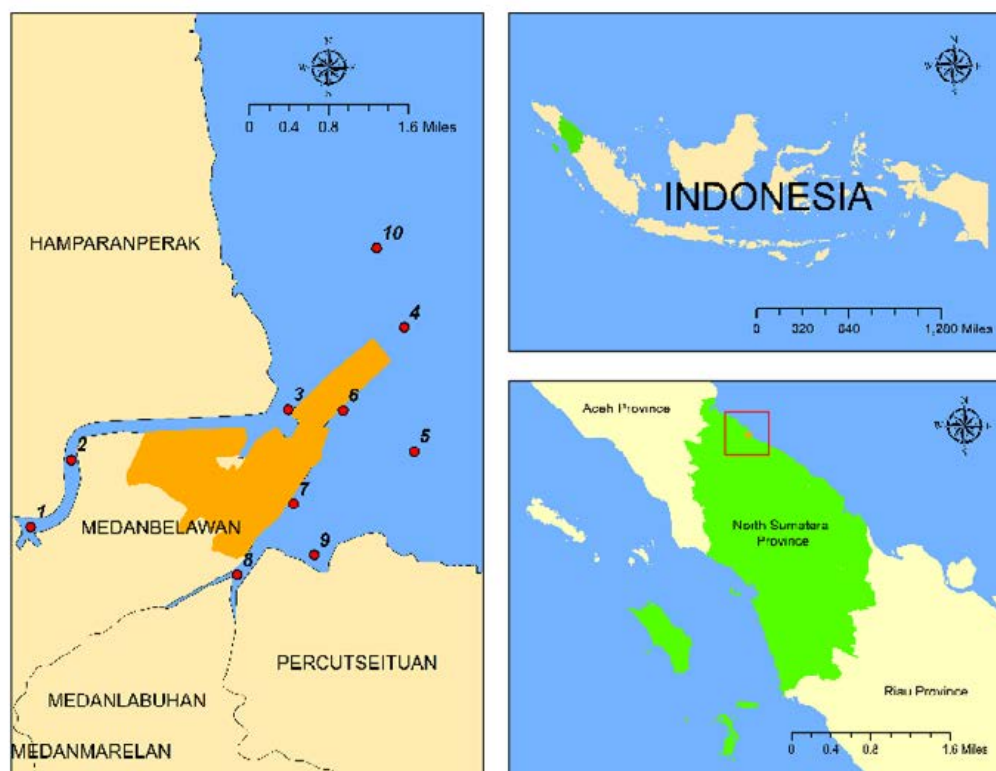 N
W E
S
0 0.4 0.8 1.6 Miles
HAMPARANPERAK
10
4
3
6
5
2
7
1
MEDANBELAWAN
9
8
PERCUTSEITUAN
MEDANLABUHAN
MEDANMARELAN
N
W E
S
INDONESIA
0 320 640 1,280 Miles
N
W E
S
Aceh Province
North Sumatera
Province
Riau Province
0 0.4 0.8 1.6 Miles